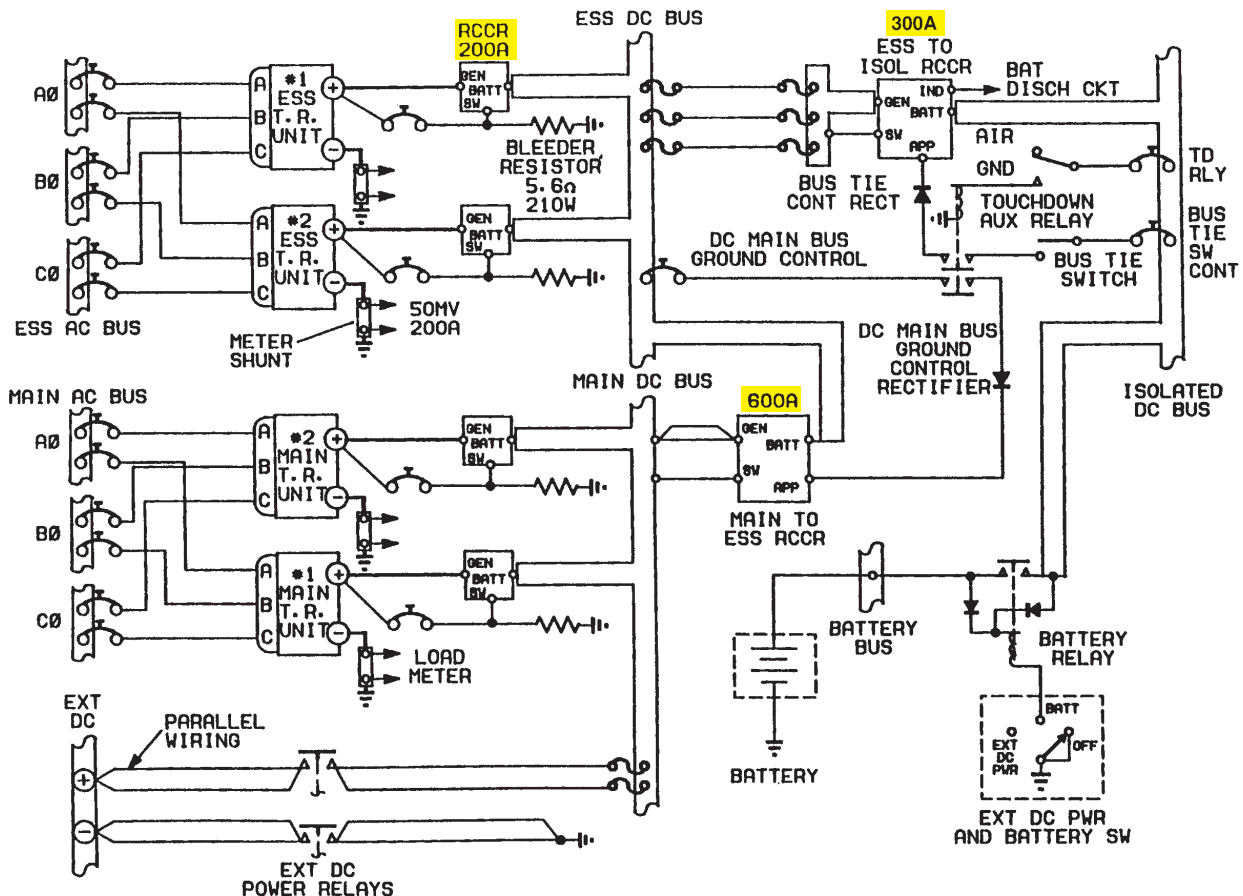 ESS DC BUS
RCCR
200A
300A
ESS TO
ISOL RCCR
IND
BAT
DISCH CKT
GEN
BATT
SW
APP
AØ
A
B
C
#1
ESS
T.R.
UNIT
+
−
GEN
BATT
SW
BLEEDER
RESISTOR
5.6Ω
210W
AIR
GND
TD
RLY
BUS TIE
CONT RECT
TOUCHDOWN
AUX RELAY
BUS
TIE
SW
CONT
BUS TIE
SWITCH
BØ
A
B
C
#2
ESS
T.R.
UNIT
+
−
GEN
BATT
SW
DC MAIN BUS
GROUND CONTROL
CØ
ESS AC BUS
METER
SHUNT
50MV
200A
DC MAIN BUS
GROUND
CONTROL
RECTIFIER
ISOLATED
DC BUS
MAIN DC BUS
MAIN AC BUS
600A
GEN
BATT
SW
APP
MAIN TO
ESS RCCR
AØ
A
B
C
#2
MAIN
T.R.
UNIT
+
−
GEN
BATT
SW
BØ
A
B
C
#1
MAIN
T.R.
UNIT
+
−
GEN
BATT
SW
CØ
LOAD
METER
BATTERY
BUS
BATTERY
RELAY
BATTERY
BATT
EXT
DC
PWR
OFF
EXT DC PWR
AND BATTERY SW
EXT
DC
PARALLEL
WIRING
+
−
EXT DC
POWER RELAYS